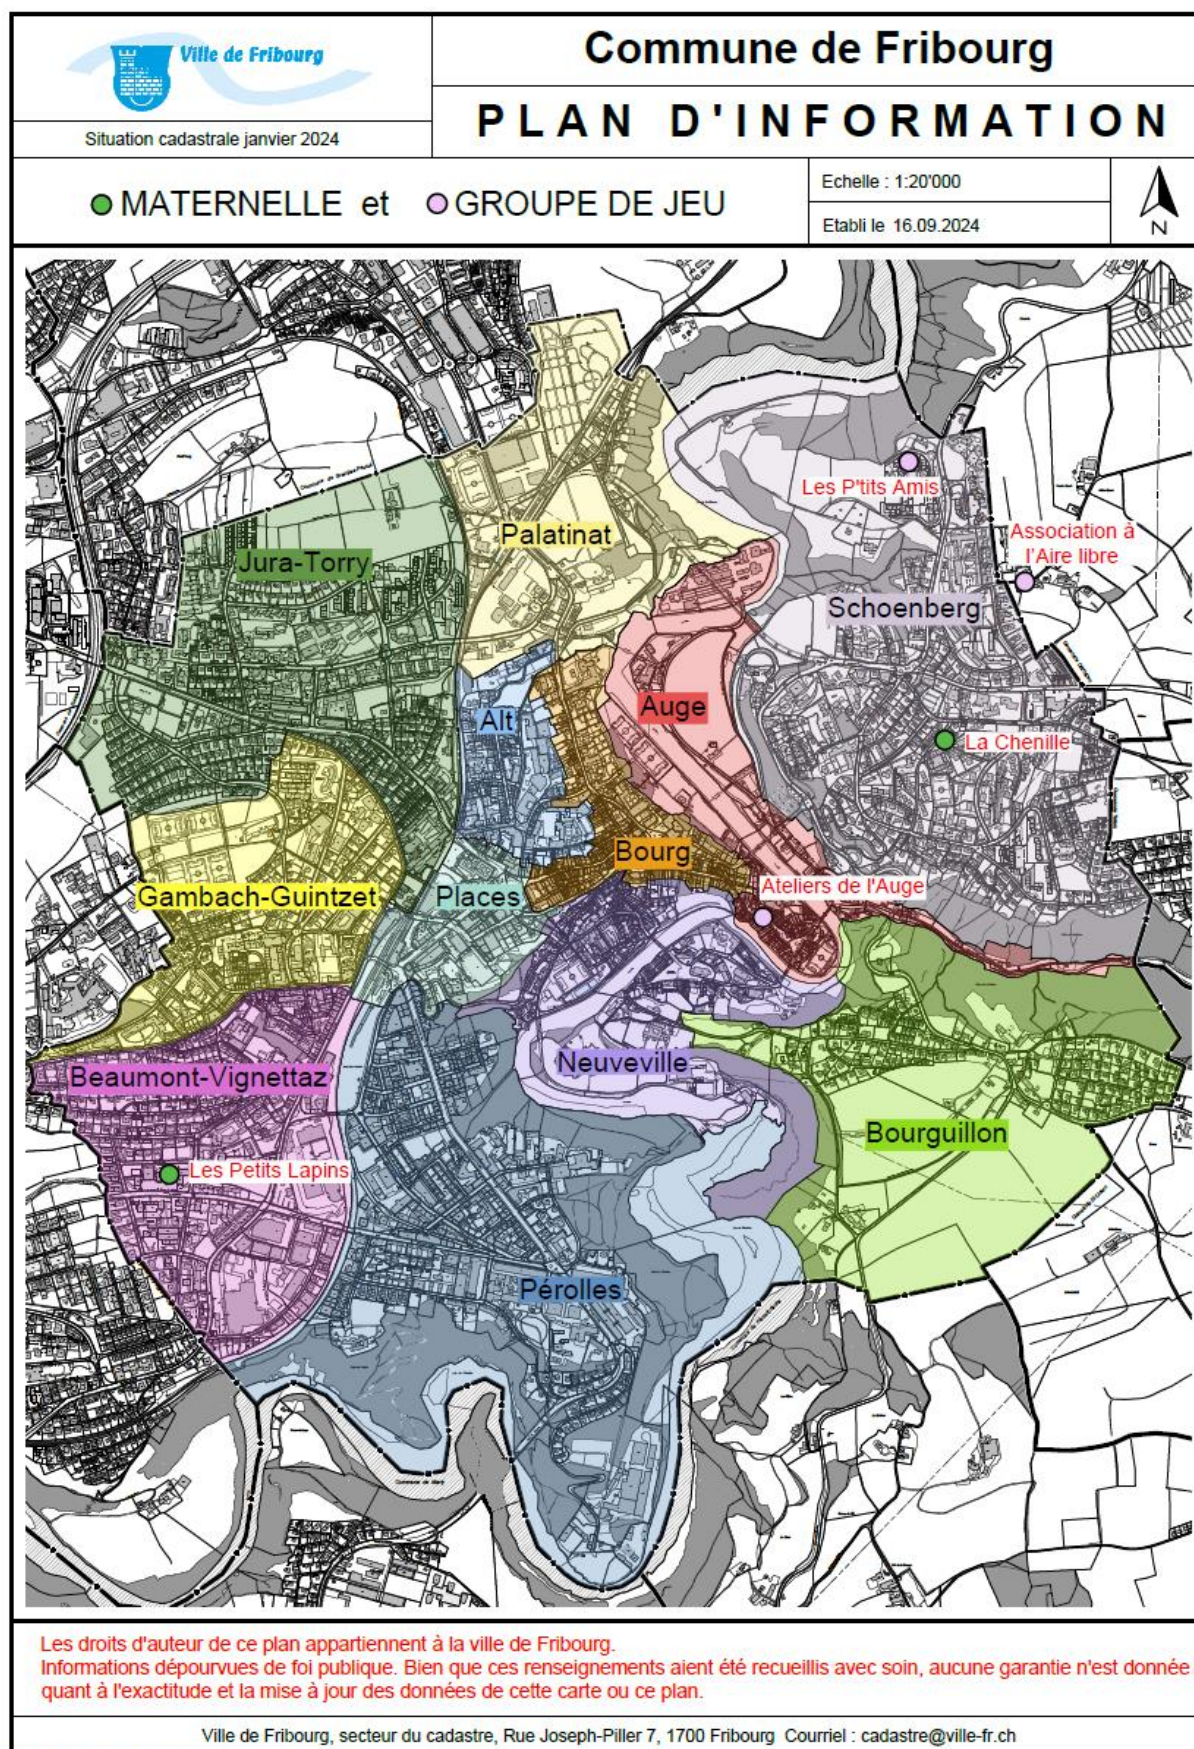 Ville de Fribourg
Situation cadastrale janvier 2024
Commune de Fribourg
PLAN D'INFORMATION
MATERNELLE et GROUPE DE JEU
Echelle : 1:20'000
Etabli le 16.09.2024
N
Les P'tits Amis
Association à
l'Aire libre
Palatinat
Jura-Torry
Schoenberg
Auge
Alt
La Chenille
Bourg
Ateliers de l'Auge
Gambach-Guintzet
Places
Neuveville
Beaumont-Vignettaz
Bourguillon
Les Petits Lapins
Pérolles
Les droits d'auteur de ce plan appartiennent à la ville de Fribourg.
Informations dépourvues de foi publique. Bien que ces renseignements aient été recueillis avec soin, aucune garantie n'est donnée
quant à l'exactitude et la mise à jour des données de cette carte ou ce plan.
Ville de Fribourg, secteur du cadastre, Rue Joseph-Piller 7, 1700 Fribourg Courriel : cadastre@ville-fr.ch